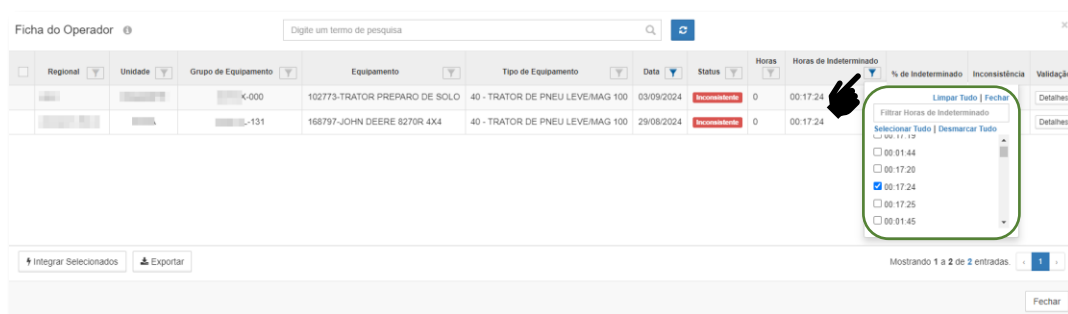 Ficha do Operador
Digite um termo de pesquisa
Regional Unidade Grupo de Equipamento Equipamento Tipo de Equipamento Data Status Horas Horas de Indeterminado % de Indeterminado Inconsistência Validação
-000 102773-TRATOR PREPARO DE SOLO 40 - TRATOR DE PNEU LEVE/MAG 100 03/09/2024 Inconsistente 0 00:17:24 Detalhes
-131 168797-JOHN DEERE 8270R 4X4 40 - TRATOR DE PNEU LEVE/MAG 100 29/08/2024 Inconsistente 0 00:17:24 Detalhes
Limpar Tudo | Fechar
Filtrar Horas de Indeterminado
Selecionar Tudo | Desmarcar Tudo
00:17:19
00:01:44
00:17:20
00:17:24
00:17:25
00:01:45
Integrar Selecionados Exportar Mostrando 1 a 2 de 2 entradas. 1
Fechar